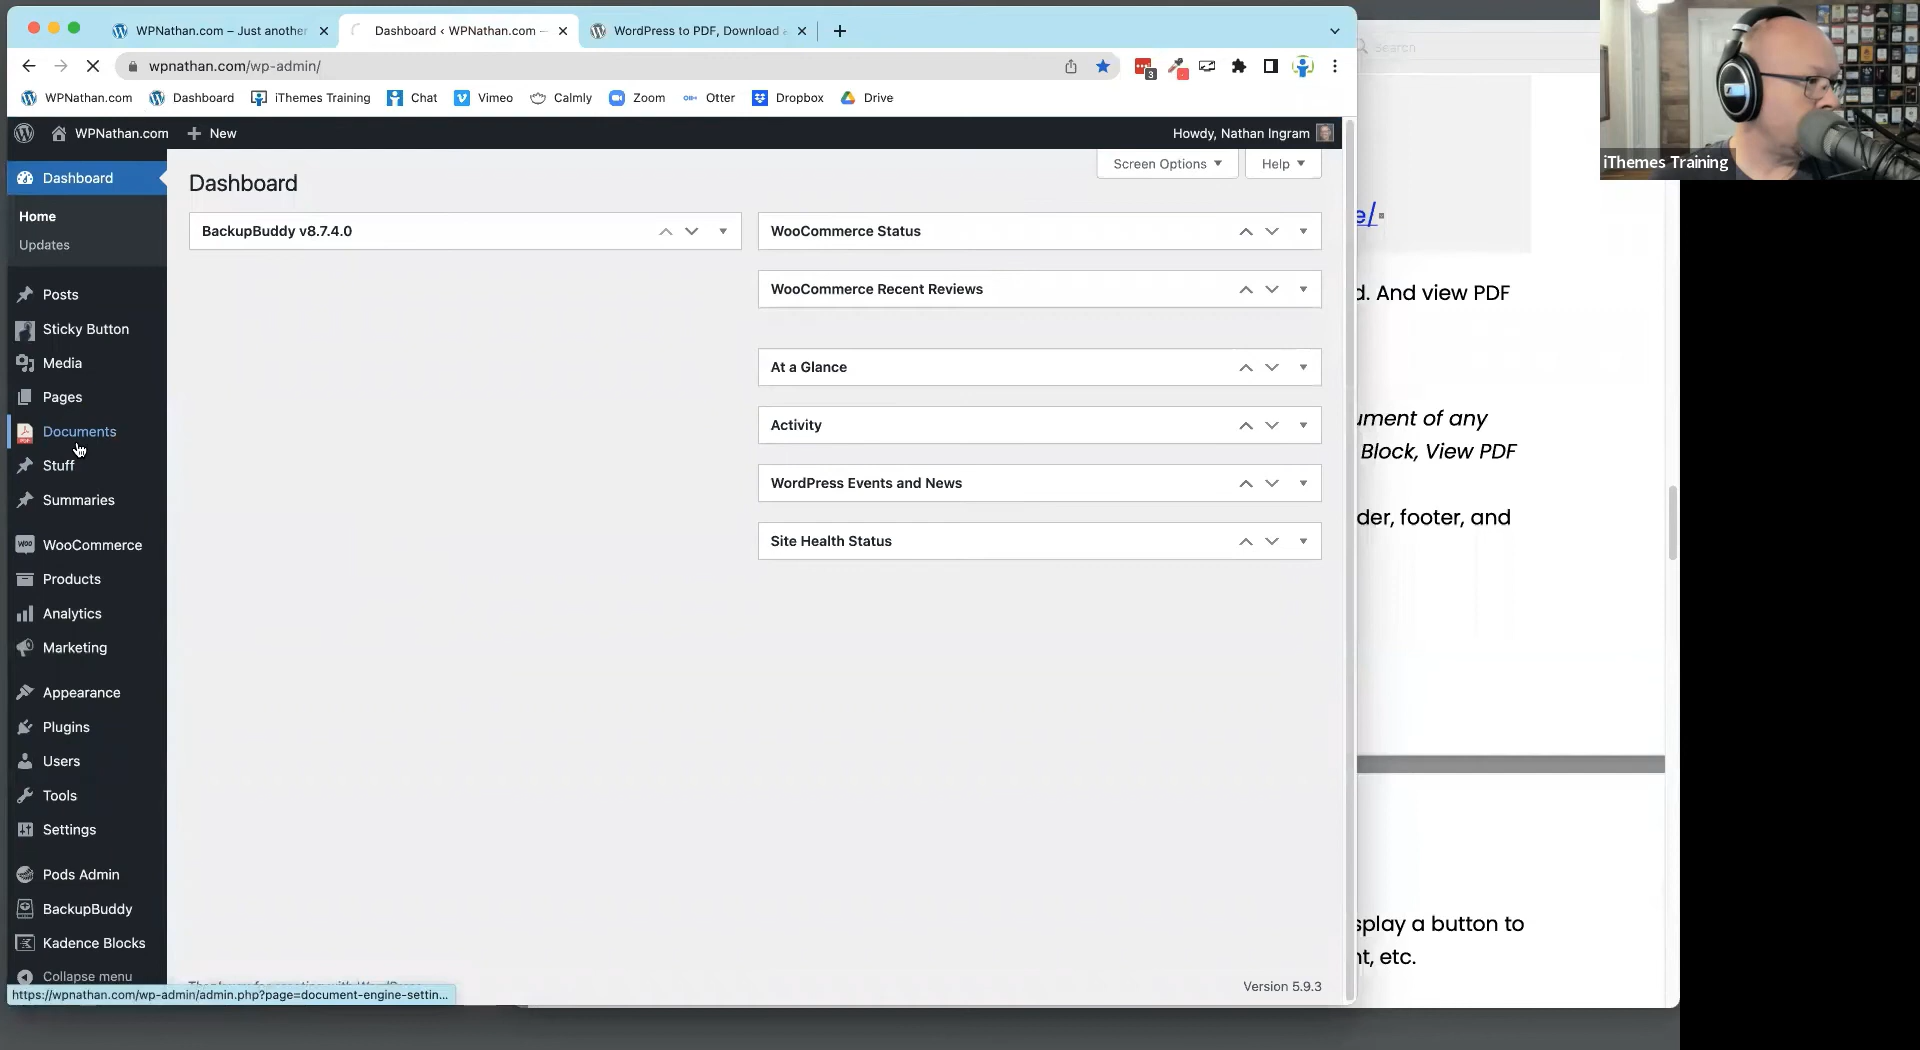 WPNathan.com – Just another
Dashboard ‹ WPNathan.com —
WordPress to PDF, Download
wpnathan.com/wp-admin/
3
WPNathan.com
Dashboard
iThemes Training
Chat
Vimeo
Calmly
Zoom
Otter
Dropbox
Drive
WPNathan.com
New
Howdy, Nathan Ingram
Search
iThemes Training
Screen Options
Help
Dashboard
Dashboard
Home
Updates
Posts
Sticky Button
Media
Pages
Documents
Stuff
Summaries
WooCommerce
Products
Analytics
Marketing
Appearance
Plugins
Users
Tools
Settings
Pods Admin
BackupBuddy
Kadence Blocks
Collapse menu
BackupBuddy v8.7.4.0
WooCommerce Status
WooCommerce Recent Reviews
At a Glance
Activity
WordPress Events and News
Site Health Status
Version 5.9.3
https://wpnathan.com/wp-admin/admin.php?page=document-engine-settin...
e/
d. And view PDF
ument of any
Block, View PDF
der, footer, and
splay a button to
nt, etc.